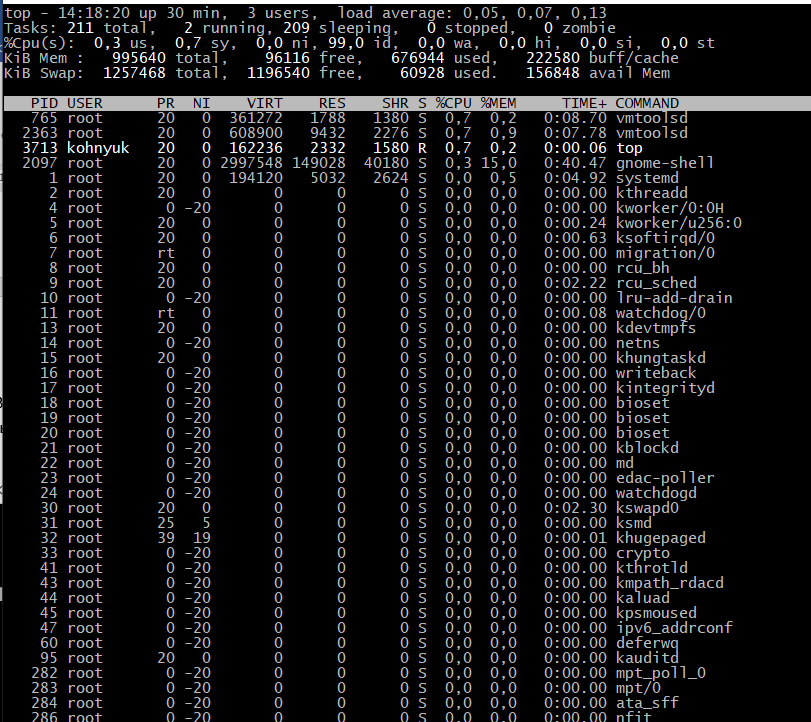 top - 14:18:20 up 30 min,  3 users,  load average: 0,05, 0,07, 0,13
Tasks: 211 total,   2 running, 209 sleeping,   0 stopped,   0 zombie
%Cpu(s):  0,3 us,  0,7 sy,  0,0 ni, 99,0 id,  0,0 wa,  0,0 hi,  0,0 si,  0,0 st
KiB Mem :   995640 total,    96116 free,   676944 used,   222580 buff/cache
KiB Swap:  1257468 total,  1196540 free,    60928 used.   156848 avail Mem
PID USER      PR  NI    VIRT    RES    SHR S %CPU %MEM     TIME+ COMMAND
765 root      20   0  361272   1788   1380 S  0,7  0,2   0:08.70 vmtoolsd
2363 root      20   0  608900   9432   2276 S  0,7  0,9   0:07.78 vmtoolsd
3713 kohnyuk   20   0  162236   2332   1580 R  0,7  0,2   0:00.06 top
2097 root      20   0 2997548 149028  40180 S  0,3 15,0   0:40.47 gnome-shell
1 root      20   0  194120   5032   2624 S  0,0  0,5   0:04.92 systemd
2 root      20   0       0      0      0 S  0,0  0,0   0:00.00 kthreadd
4 root       0 -20       0      0      0 S  0,0  0,0   0:00.00 kworker/0:0H
5 root      20   0       0      0      0 S  0,0  0,0   0:00.24 kworker/u256:0
6 root      20   0       0      0      0 S  0,0  0,0   0:00.63 ksoftirqd/0
7 root      rt   0       0      0      0 S  0,0  0,0   0:00.00 migration/0
8 root      20   0       0      0      0 S  0,0  0,0   0:00.00 rcu_bh
9 root      20   0       0      0      0 S  0,0  0,0   0:02.22 rcu_sched
10 root       0 -20       0      0      0 S  0,0  0,0   0:00.00 lru-add-drain
11 root      rt   0       0      0      0 S  0,0  0,0   0:00.08 watchdog/0
13 root      20   0       0      0      0 S  0,0  0,0   0:00.00 kdevtmpfs
14 root       0 -20       0      0      0 S  0,0  0,0   0:00.00 netns
15 root      20   0       0      0      0 S  0,0  0,0   0:00.00 khungtaskd
16 root       0 -20       0      0      0 S  0,0  0,0   0:00.00 writeback
17 root       0 -20       0      0      0 S  0,0  0,0   0:00.00 kintegrityd
18 root       0 -20       0      0      0 S  0,0  0,0   0:00.00 bioset
19 root       0 -20       0      0      0 S  0,0  0,0   0:00.00 bioset
20 root       0 -20       0      0      0 S  0,0  0,0   0:00.00 bioset
21 root       0 -20       0      0      0 S  0,0  0,0   0:00.00 kblockd
22 root       0 -20       0      0      0 S  0,0  0,0   0:00.00 md
23 root       0 -20       0      0      0 S  0,0  0,0   0:00.00 edac-poller
24 root       0 -20       0      0      0 S  0,0  0,0   0:00.00 watchdogd
30 root      20   0       0      0      0 S  0,0  0,0   0:02.30 kswapd0
31 root      25   5       0      0      0 S  0,0  0,0   0:00.00 ksmd
32 root      39  19       0      0      0 S  0,0  0,0   0:00.01 khugepaged
33 root       0 -20       0      0      0 S  0,0  0,0   0:00.00 crypto
41 root       0 -20       0      0      0 S  0,0  0,0   0:00.00 kthrotld
43 root       0 -20       0      0      0 S  0,0  0,0   0:00.00 kmpath_rdacd
44 root       0 -20       0      0      0 S  0,0  0,0   0:00.00 kaluad
45 root       0 -20       0      0      0 S  0,0  0,0   0:00.00 kpsmoused
47 root       0 -20       0      0      0 S  0,0  0,0   0:00.00 ipv6_addrconf
60 root       0 -20       0      0      0 S  0,0  0,0   0:00.00 deferwq
95 root      20   0       0      0      0 S  0,0  0,0   0:00.00 kauditd
282 root       0 -20       0      0      0 S  0,0  0,0   0:00.00 mpt_poll_0
283 root       0 -20       0      0      0 S  0,0  0,0   0:00.00 mpt/0
284 root       0 -20       0      0      0 S  0,0  0,0   0:00.00 ata_sff
286 root       0 -20       0      0      0 S  0,0  0,0   0:00.00 nfit